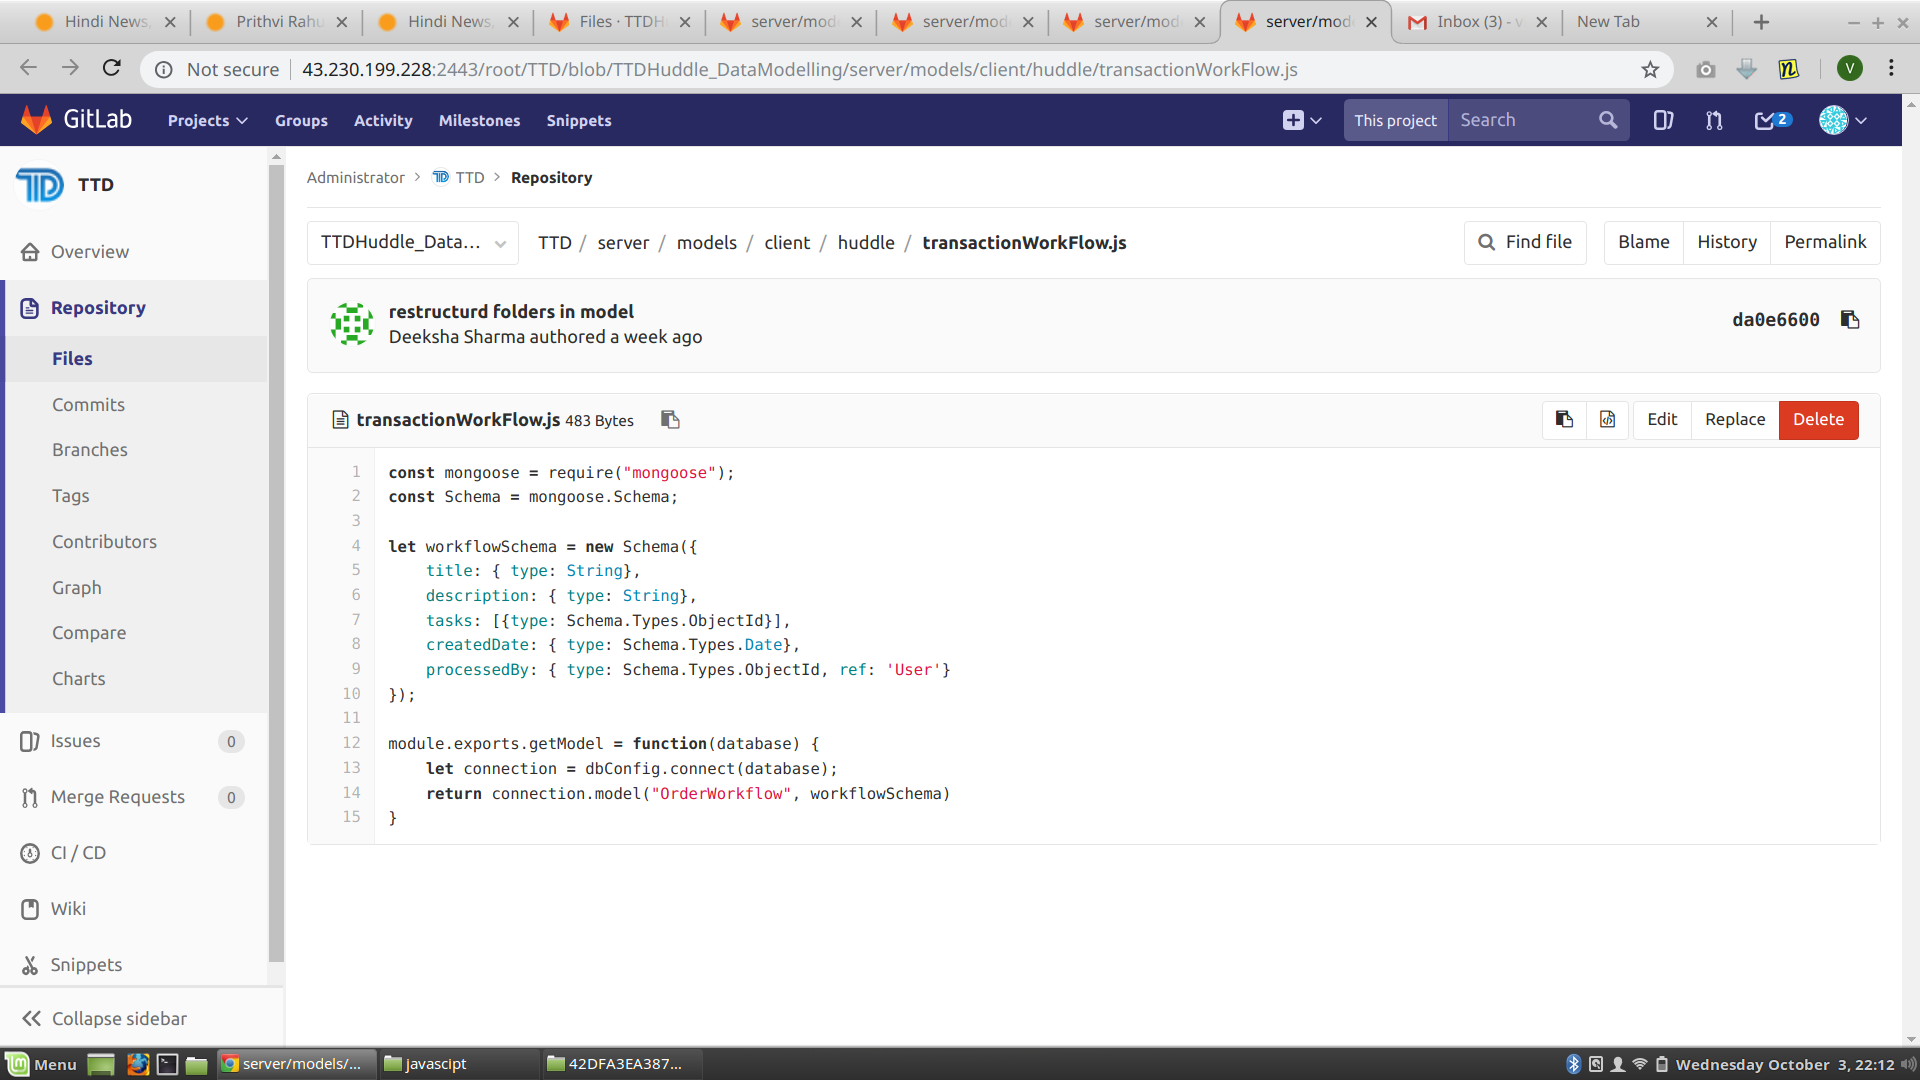 Hindi News,
Prithvi Rahu
Hindi News,
Files · TTDH
server/mode
server/mode
server/mode
server/mode
Inbox (3) - v
New Tab
Not secure
43.230.199.228:2443/root/TTD/blob/TTDHuddle_DataModelling/server/models/client/huddle/transactionWorkFlow.js
V
GitLab
Projects
Groups
Activity
Milestones
Snippets
This project
Search
2
TTD
Administrator > TTD > Repository
Overview
Repository
Files
Commits
Branches
Tags
Contributors
Graph
Compare
Charts
Issues 0
Merge Requests 0
CI / CD
Wiki
Snippets
Collapse sidebar
TTDHuddle_Data...
TTD / server / models / client / huddle / transactionWorkFlow.js
Find file
Blame
History
Permalink
restructurd folders in model
Deeksha Sharma authored a week ago
da0e6600
transactionWorkFlow.js 483 Bytes
Edit
Replace
Delete
1 const mongoose = require("mongoose");
2 const Schema = mongoose.Schema;
3
4 let workflowSchema = new Schema({
5 title: { type: String},
6 description: { type: String},
7 tasks: [{type: Schema.Types.ObjectId}],
8 createdDate: { type: Schema.Types.Date},
9 processedBy: { type: Schema.Types.ObjectId, ref: 'User'}
10 });
11
12 module.exports.getModel = function(database) {
13 let connection = dbConfig.connect(database);
14 return connection.model("OrderWorkflow", workflowSchema)
15 }
Menu
server/models/...
javascipt
42DFA3EA387...
Wednesday October 3, 22:12